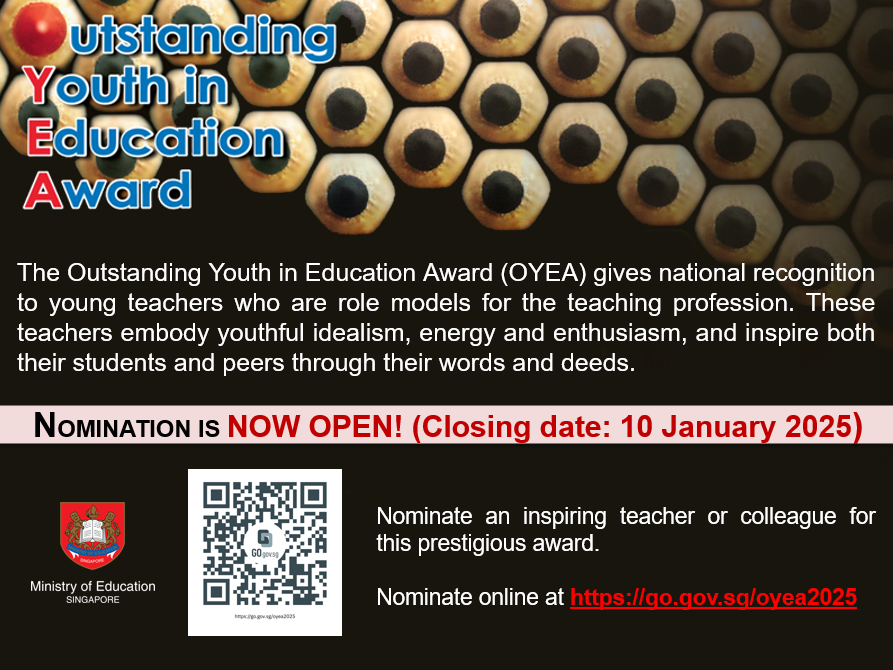 Outstanding
Youth in
Education
Award
The Outstanding Youth in Education Award (OYEA) gives national recognition
to young teachers who are role models for the teaching profession. These
teachers embody youthful idealism, energy and enthusiasm, and inspire both
their students and peers through their words and deeds.
NOMINATION IS NOW OPEN! (Closing date: 10 January 2025)
SINGAPORE
Ministry of Education
SINGAPORE
GO gov.sg
https://go.gov.sg/oyea2025
Nominate an inspiring teacher or colleague for
this prestigious award.
Nominate online at https://go.gov.sg/oyea2025